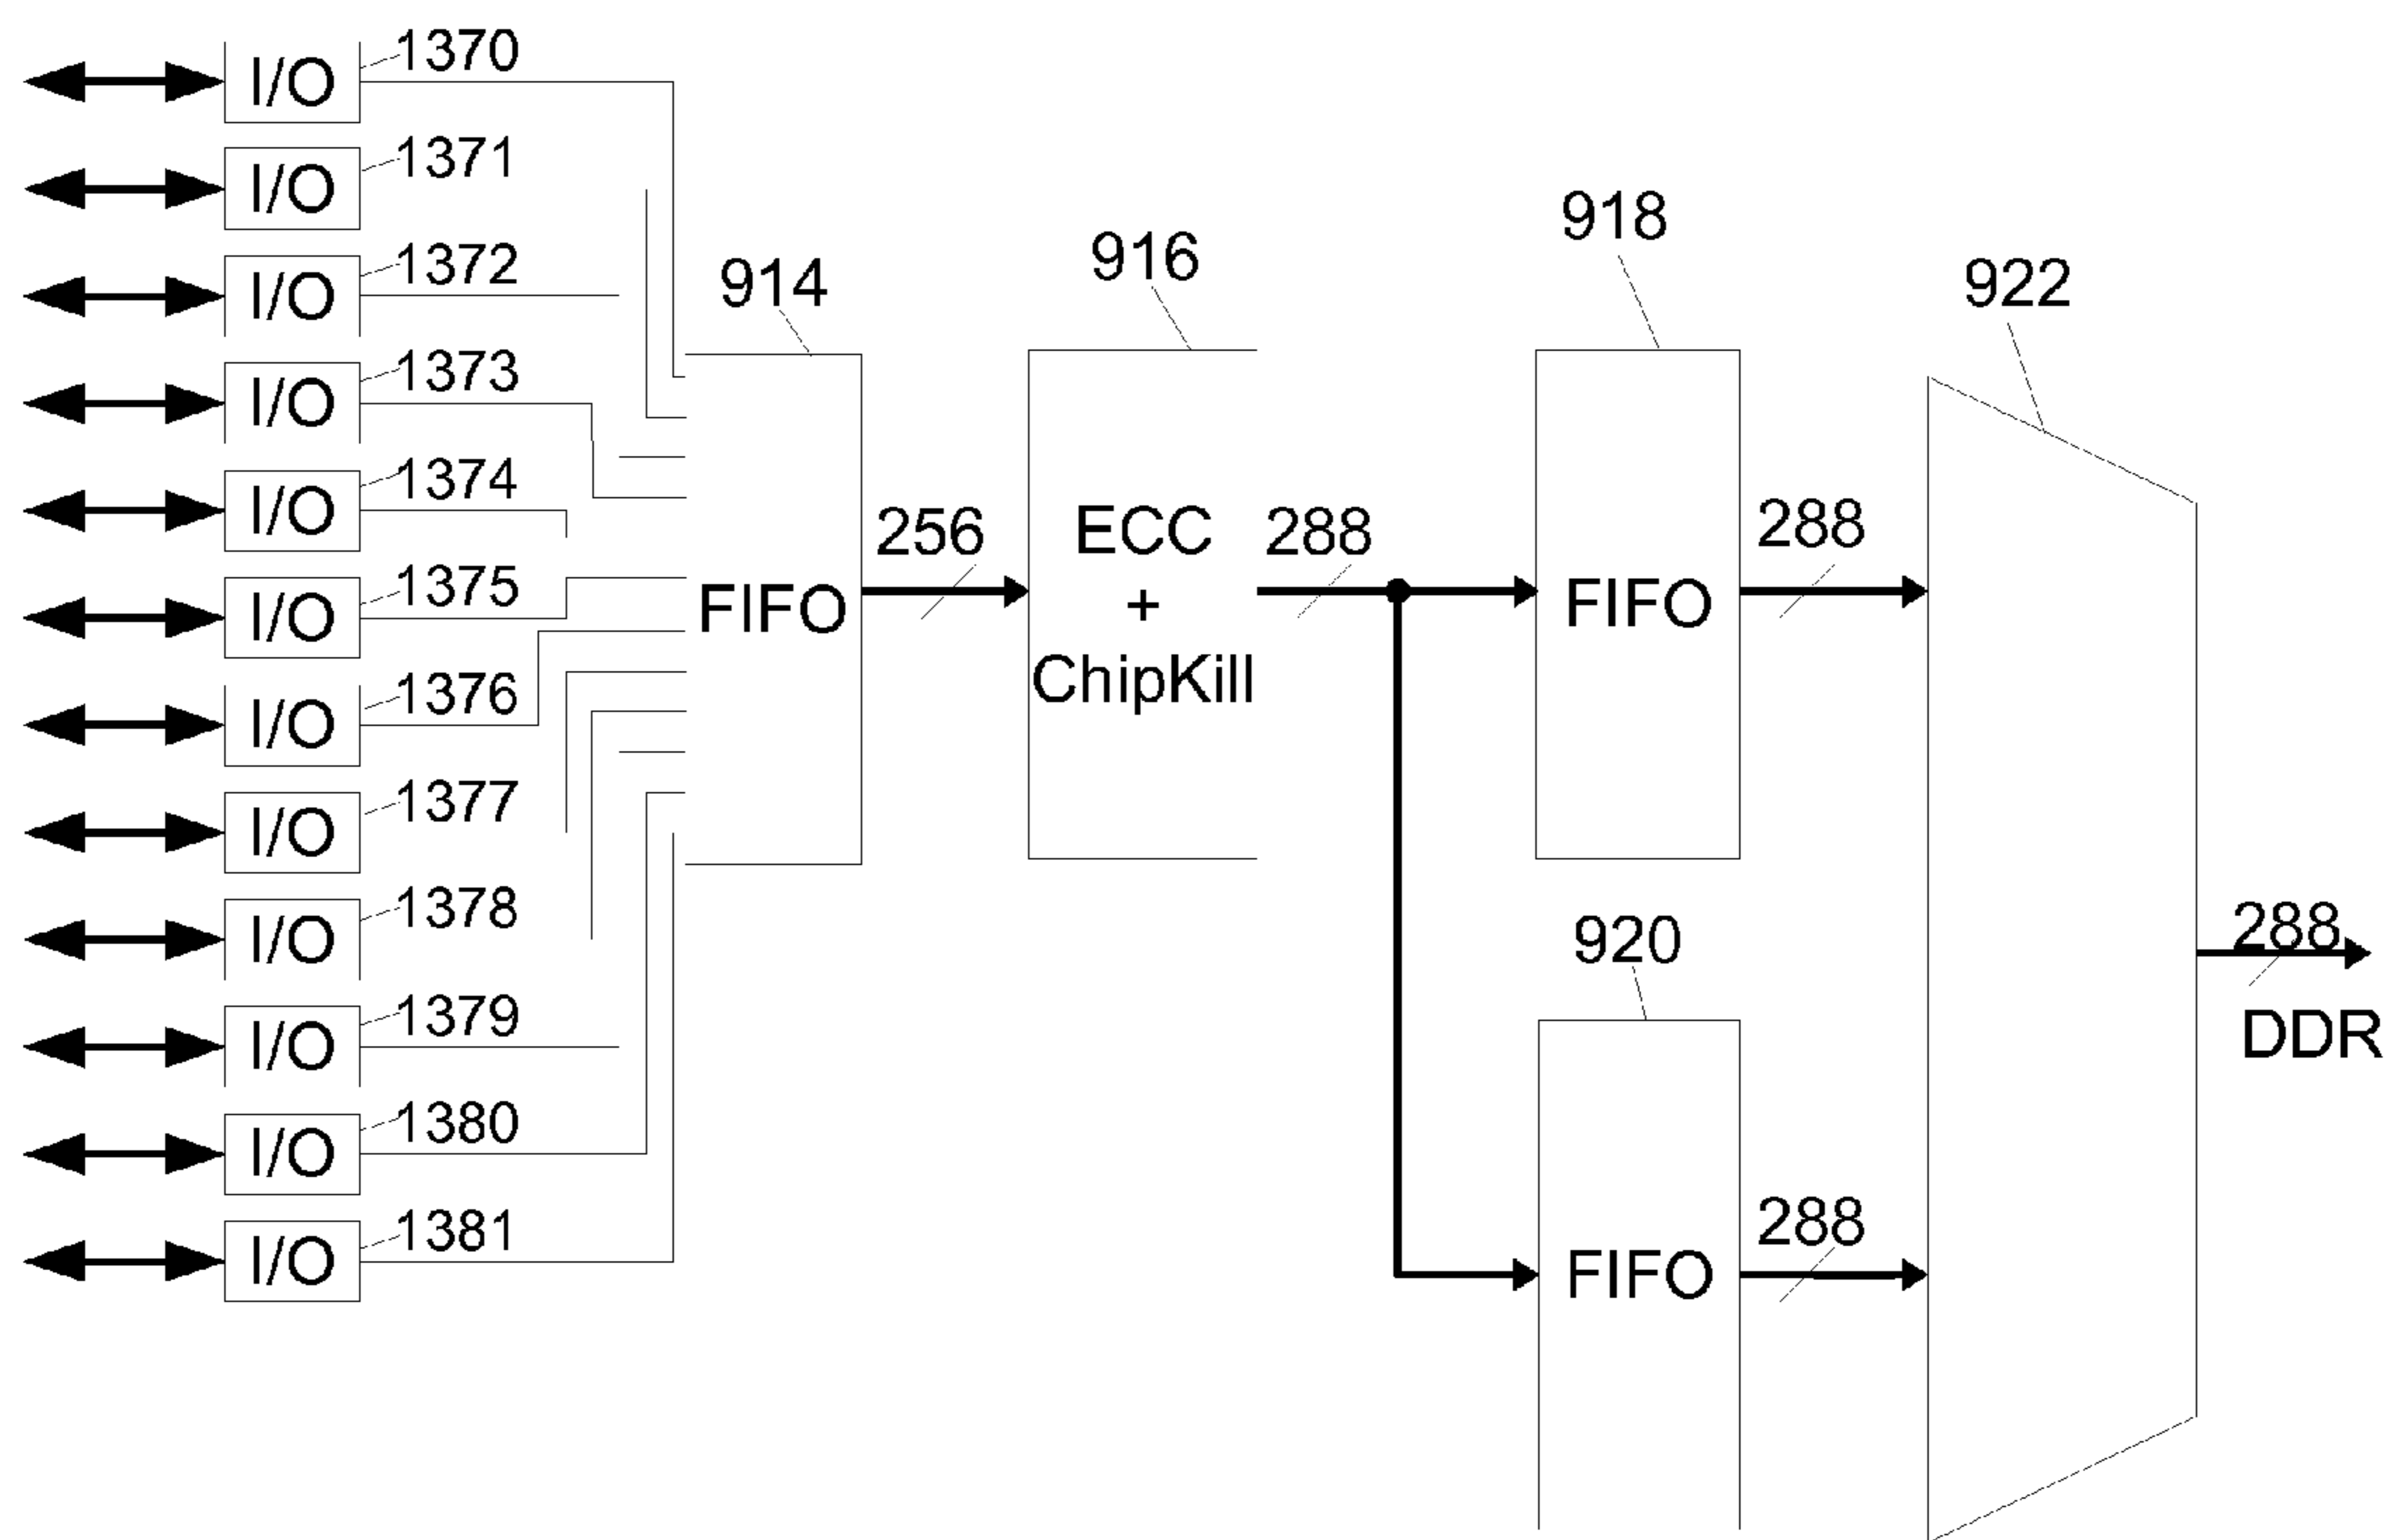 I/O 1370
I/O 1371
I/O 1372
I/O 1373
I/O 1374
I/O 1375
I/O 1376
I/O 1377
I/O 1378
I/O 1379
I/O 1380
I/O 1381
914
FIFO
256
916
ECC
+
ChipKill
288
918
FIFO
288
920
FIFO
288
922
288
DDR